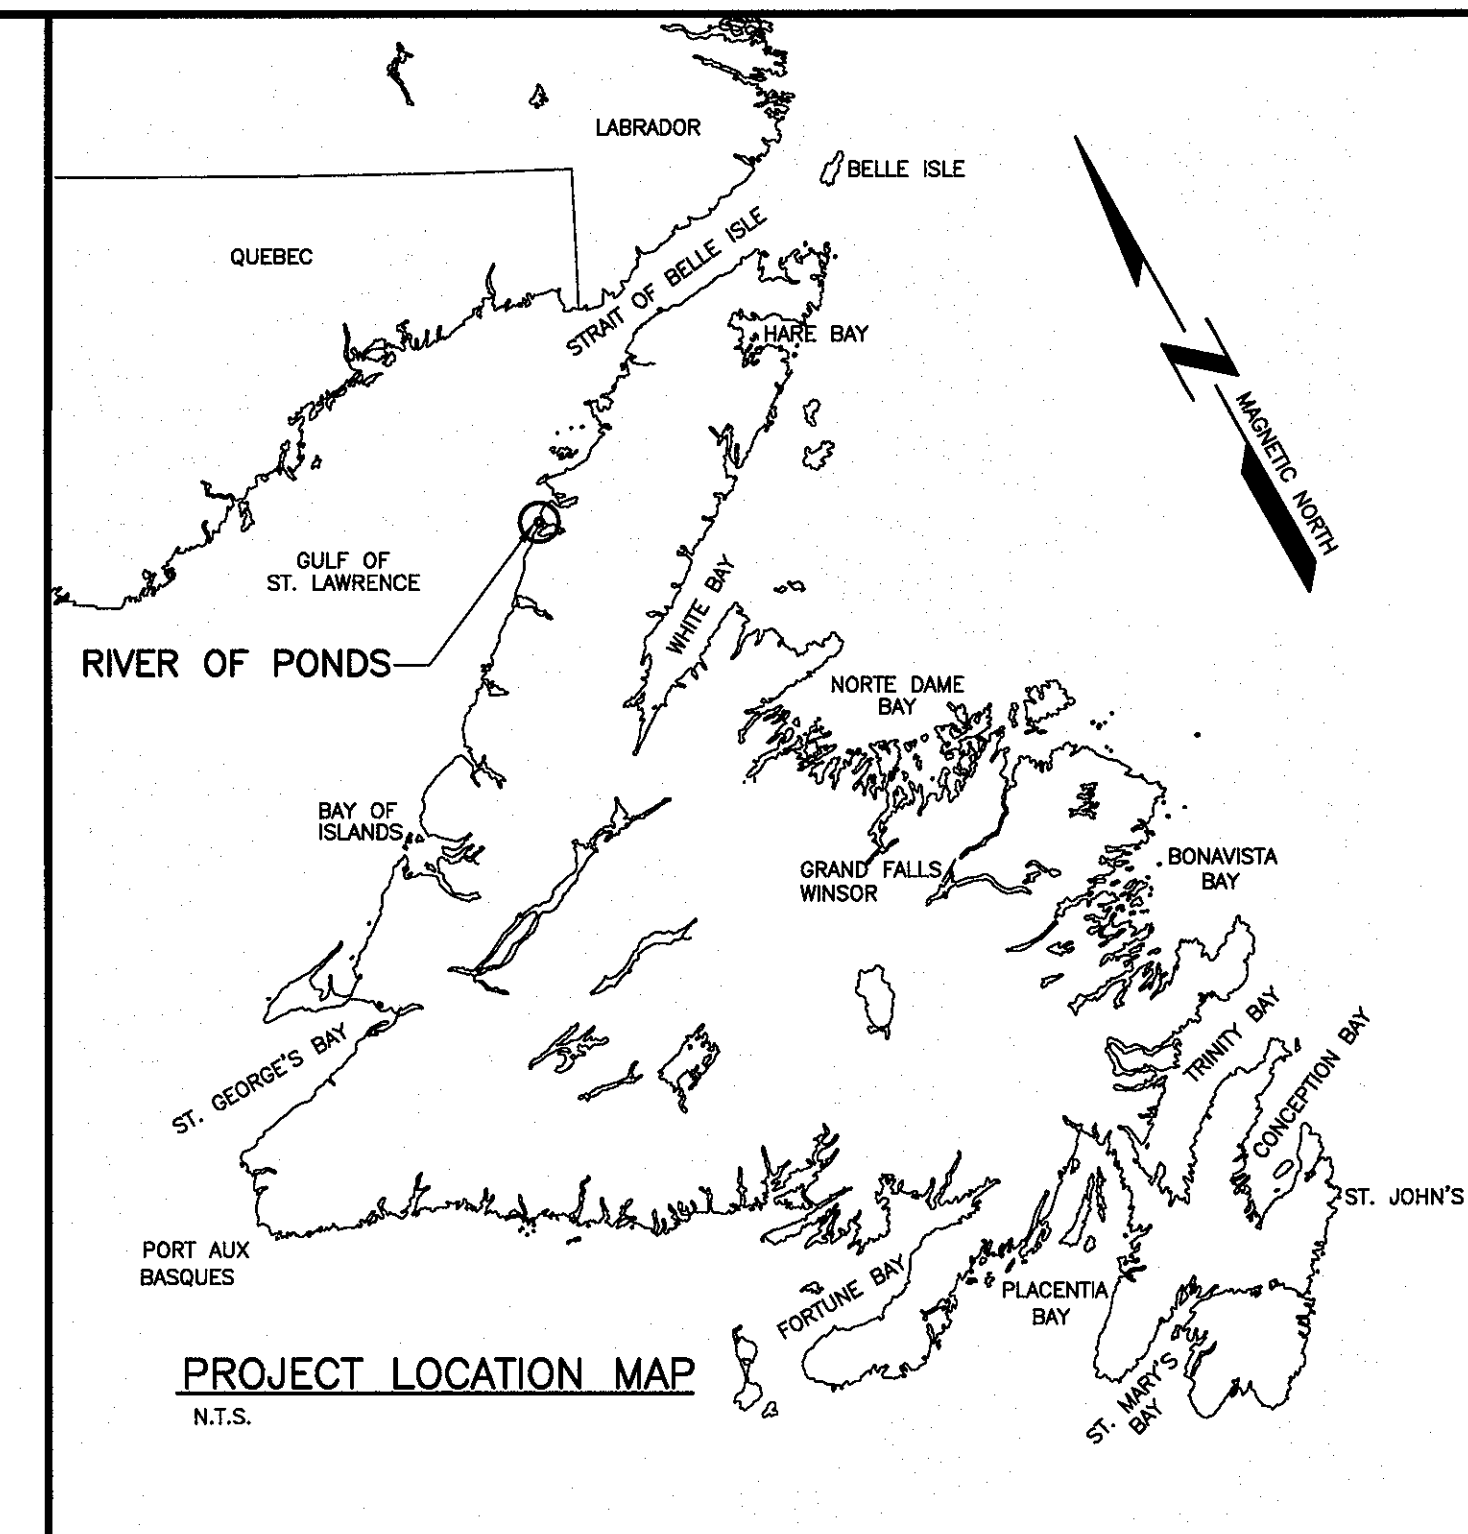 LABRADOR
BELLE ISLE
QUEBEC
STRAIT OF BELLE ISLE
HARE BAY
MAGNETIC NORTH
GULF OF
ST. LAWRENCE
WHITE BAY
RIVER OF PONDS
NORTE DAME
BAY
BAY OF
ISLANDS
GRAND FALLS
WINSOR
BONAVISTA
BAY
ST. GEORGE'S BAY
TRINITY BAY
CONCEPTION BAY
ST. JOHN'S
PORT AUX
BASQUES
FORTUNE BAY
PLACENTIA
BAY
ST. MARY'S
BAY
PROJECT LOCATION MAP
N.T.S.